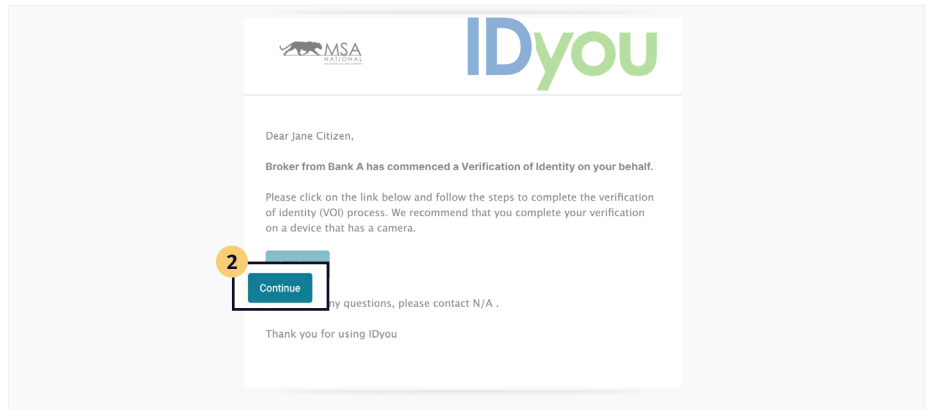 MSA
NATIONAL
IDyou
Dear Jane Citizen,
Broker from Bank A has commenced a Verification of Identity on your behalf.
Please click on the link below and follow the steps to complete the verification
of identity (VOI) process. We recommend that you complete your verification
on a device that has a camera.
2
Continue
ny questions, please contact N/A .
Thank you for using IDyou